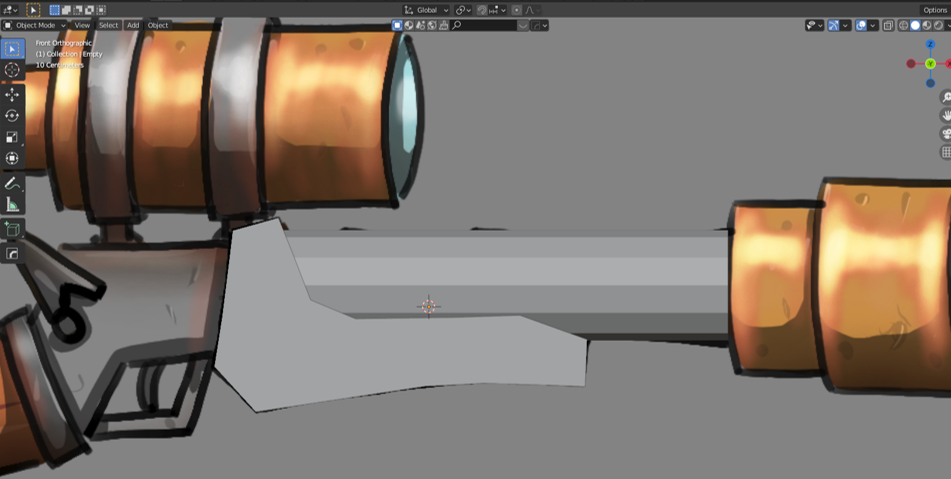 Global
Options
Object Mode View Select Add Object
Front Orthographic
(1) Collection | Empty
10 Centimeters
Z
Y
X